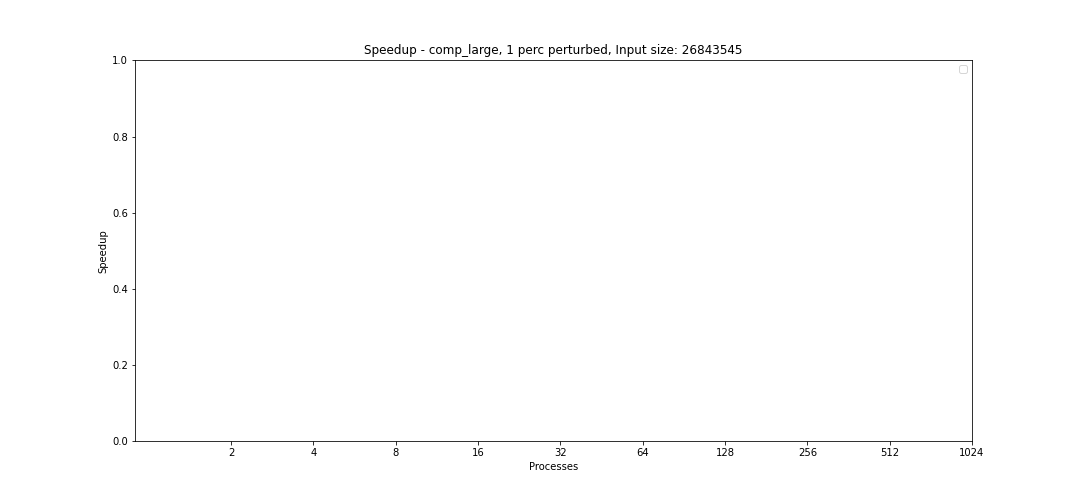 Speedup - comp_large, 1 perc perturbed, Input size: 26843545
1.0
0.8
0.6
0.4
0.2
0.0
Speedup
2 4 8 16 32 64 128 256 512 1024
Processes